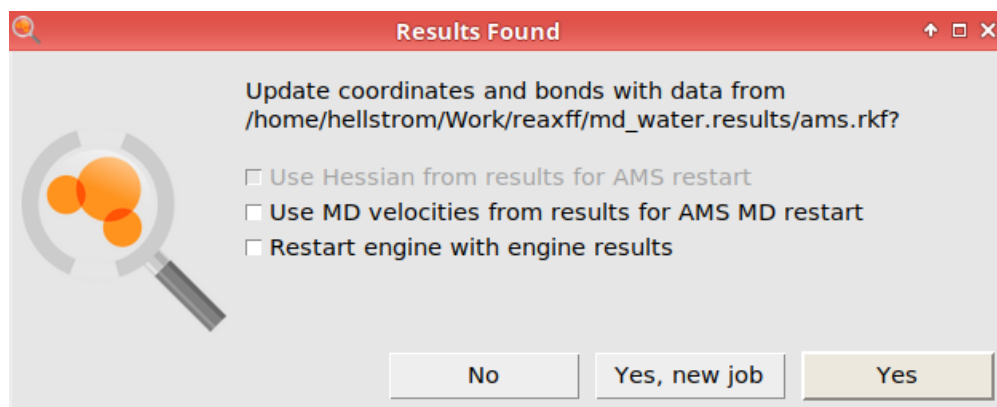 Results Found
Update coordinates and bonds with data from
/home/hellstrom/Work/reaxff/md_water.results/ams.rkf?
Use Hessian from results for AMS restart
Use MD velocities from results for AMS MD restart
Restart engine with engine results
No
Yes, new job
Yes